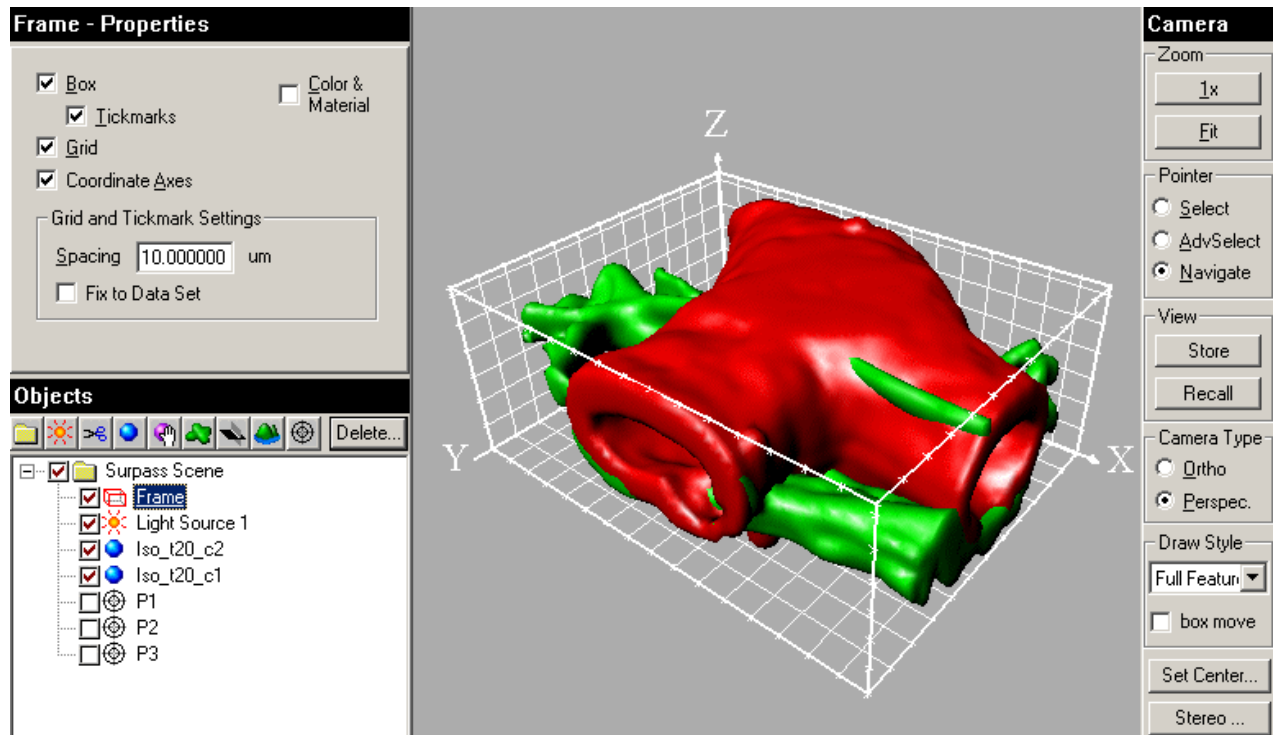 Frame - Properties
Box
Color &
Material
Tickmarks
Grid
Coordinate Axes
Grid and Tickmark Settings
Spacing 10.000000 um
Fix to Data Set
Objects
Delete...
Surpass Scene
Frame
Light Source 1
Iso_t20_c2
Iso_t20_c1
P1
P2
P3
Z
Y
X
Camera
Zoom
1x
Fit
Pointer
Select
AdvSelect
Navigate
View
Store
Recall
Camera Type
Ortho
Perspec.
Draw Style
Full Featur
box move
Set Center...
Stereo ...